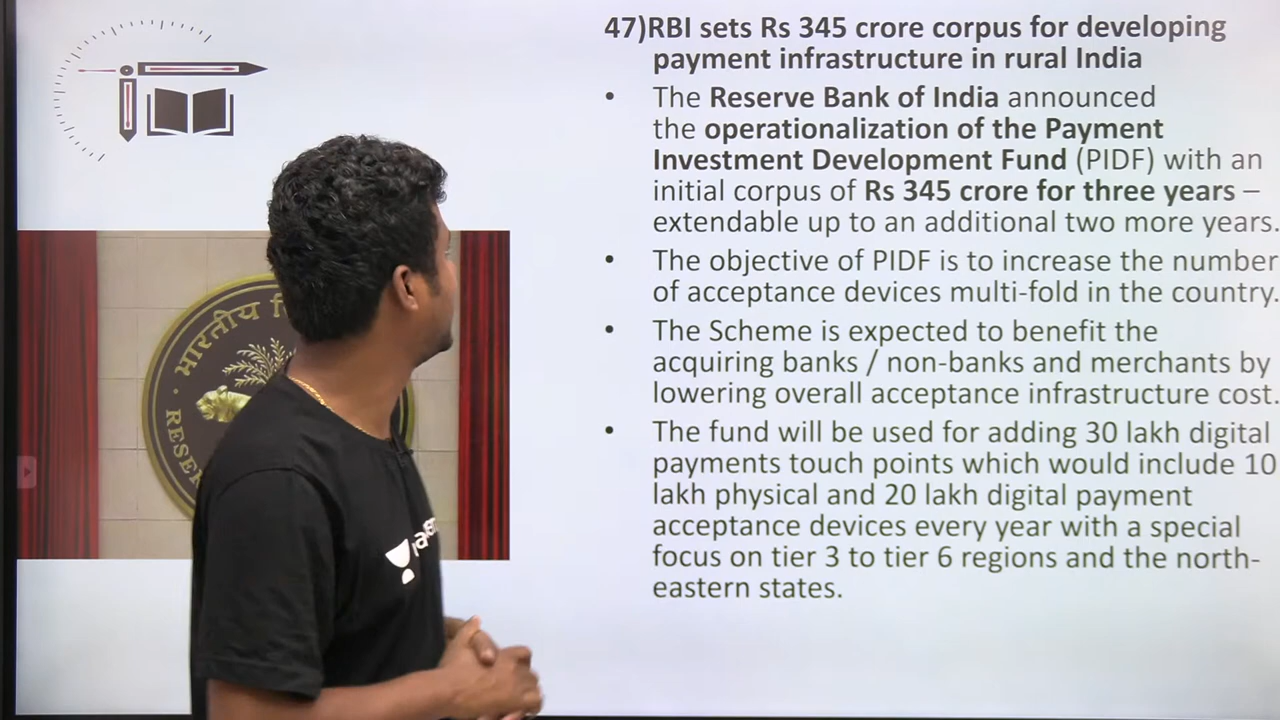 47)RBI sets Rs 345 crore corpus for developing
payment infrastructure in rural India
• The Reserve Bank of India announced
the operationalization of the Payment
Investment Development Fund (PIDF) with an
initial corpus of Rs 345 crore for three years –
extendable up to an additional two more years.
• The objective of PIDF is to increase the number
of acceptance devices multi-fold in the country.
• The Scheme is expected to benefit the
acquiring banks / non-banks and merchants by
lowering overall acceptance infrastructure cost.
• The fund will be used for adding 30 lakh digital
payments touch points which would include 10
lakh physical and 20 lakh digital payment
acceptance devices every year with a special
focus on tier 3 to tier 6 regions and the north-
eastern states.
भारतीय